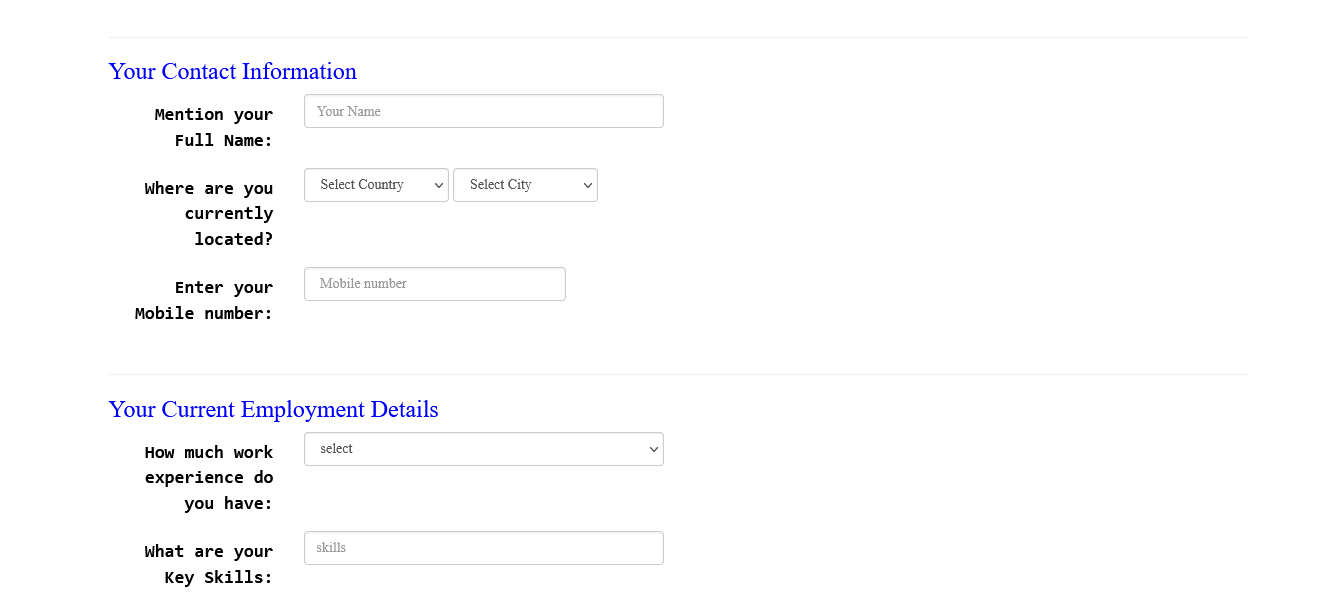 Your Contact Information
Mention your
Your Name
Full Name:
Where are you
Select Country
Select City
currently
located?
Enter your
Mobile number
Mobile number:
Your Current Employment Details
How much work
select
experience do
you have:
What are your
skills
Key Skills: